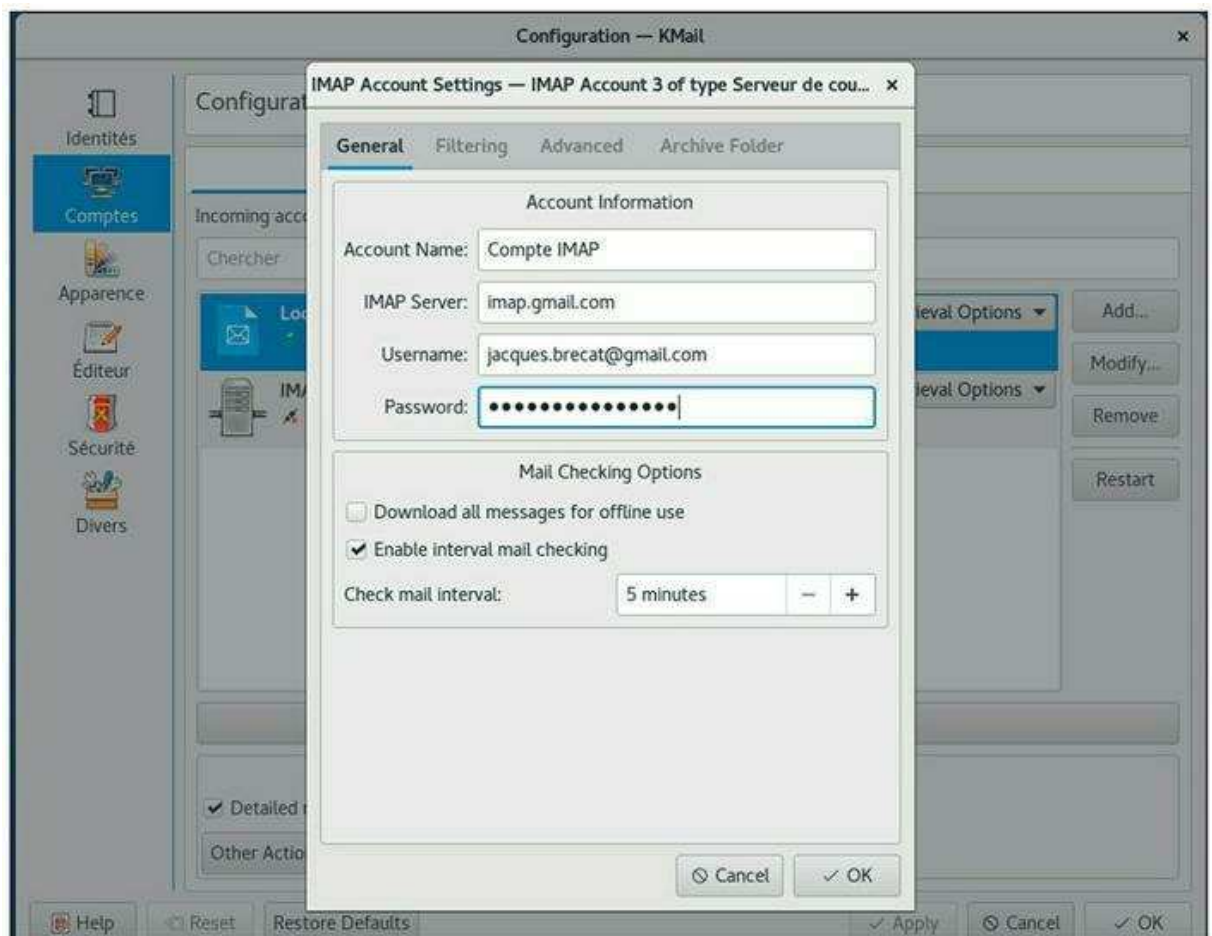 Configuration — KMail
IMAP Account Settings — IMAP Account 3 of type Serveur de cou...
Identités
Comptes
Apparence
Éditeur
Sécurité
Divers
Configurat
Incoming acco
Chercher
Loc
IMA
ieval Options
ieval Options
Add...
Modify...
Remove
Restart
General Filtering Advanced Archive Folder
Account Information
Account Name: Compte IMAP
IMAP Server: imap.gmail.com
Username: jacques.brecat@gmail.com
Password: •••••••••••••••
Mail Checking Options
Download all messages for offline use
Enable interval mail checking
Check mail interval: 5 minutes − +
Detailed
Other Actio
Cancel OK
Help Reset Restore Defaults Apply Cancel OK